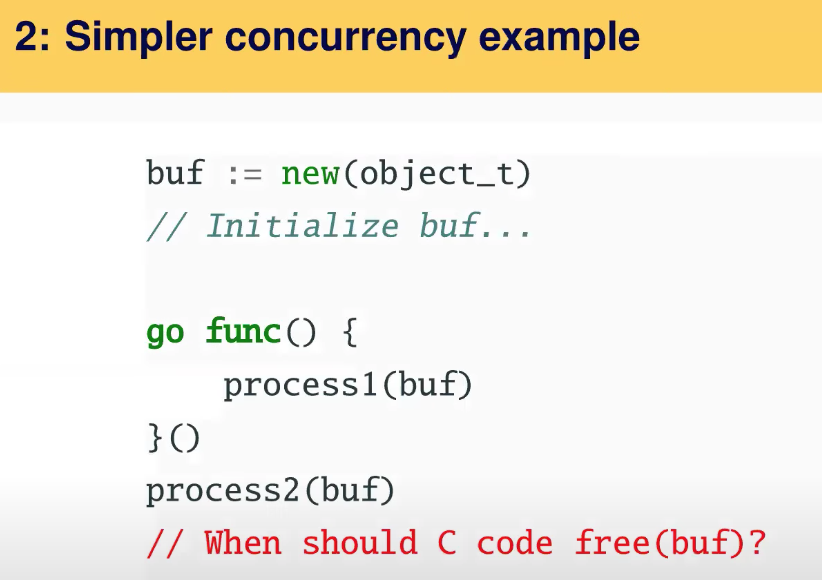 2: Simpler concurrency example
buf := new(object_t)
// Initialize buf...
go func() {
process1(buf)
}()
process2(buf)
// When should C code free(buf)?